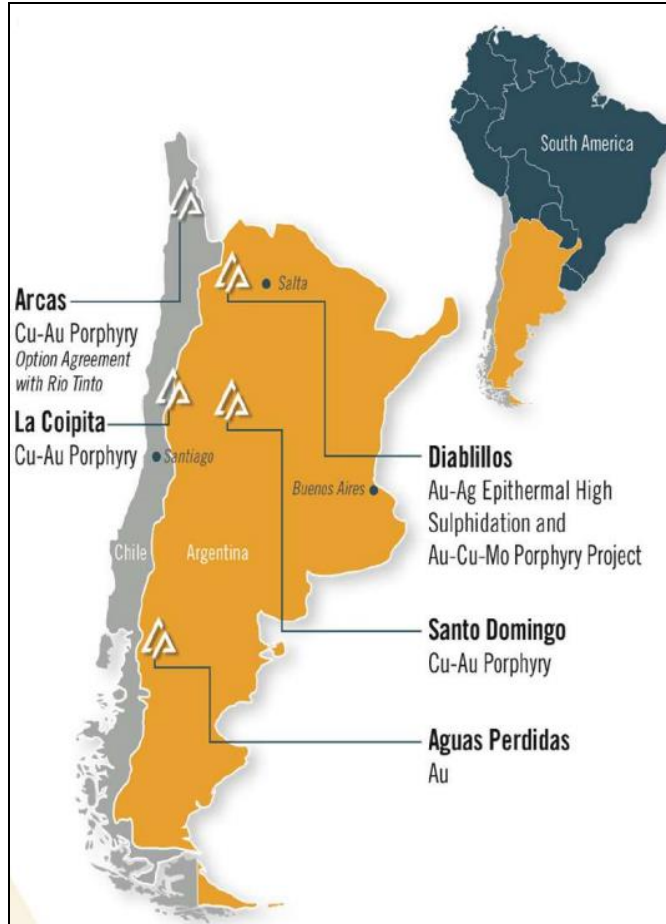 South America
Salta
Arcas
Cu-Au Porphyry
Option Agreement
with Rio Tinto
La Coipita
Cu-Au Porphyry
Santiago
Buenos Aires
Diablillos
Au-Ag Epithermal High
Sulphidation and
Au-Cu-Mo Porphyry Project
Chile
Argentina
Santo Domingo
Cu-Au Porphyry
Aguas Perdidas
Au